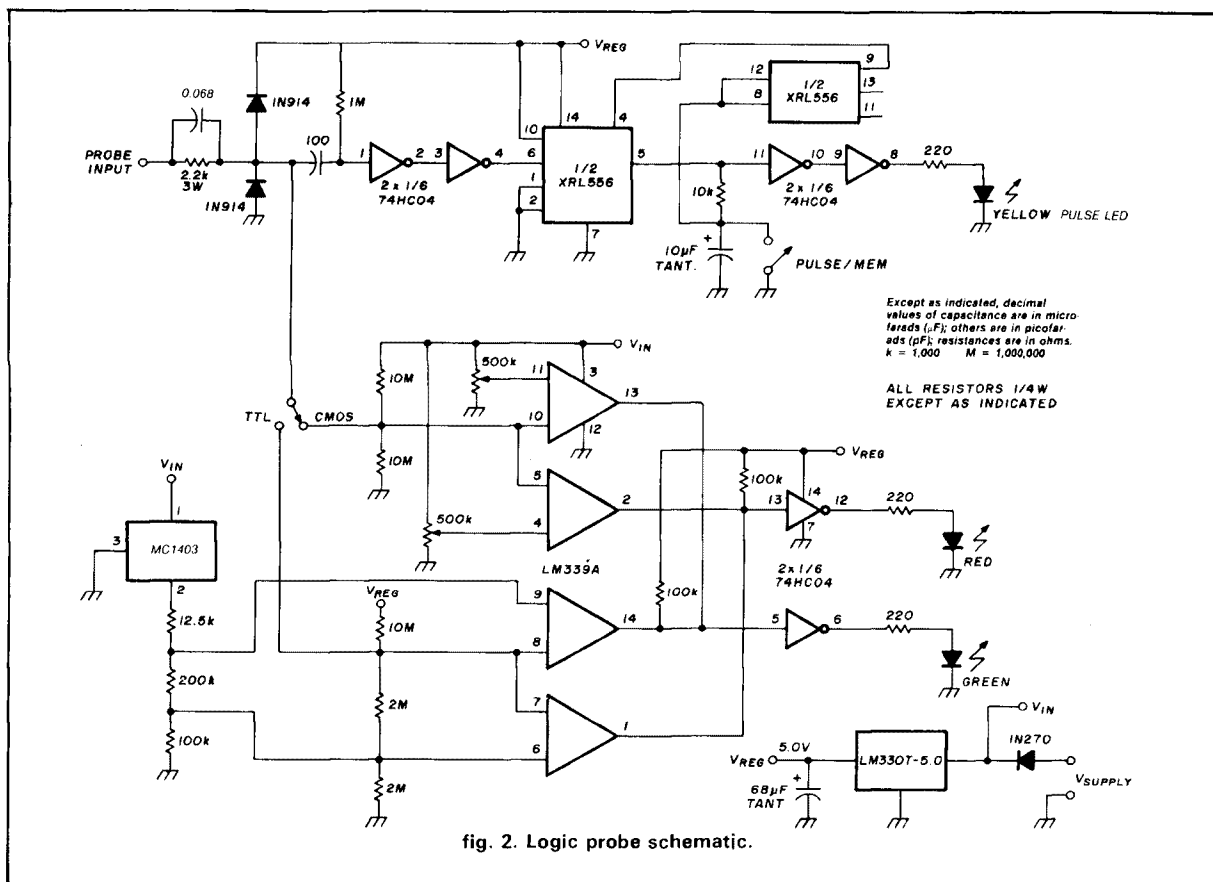 VREG
9
0.068
1N914
1M
12
1/2
XRL556
13
8
11
14
4
10
100
PROBE
INPUT
1
2
3
4
6
1/2
XRL556
5
11
10
9
8
220
2.2k
3W
2 x 1/6
74HC04
1
2
10k
2 x 1/6
74HC04
1N914
7
YELLOW PULSE LED
+
10µF
TANT.
PULSE/MEM
Except as indicated, decimal
values of capacitance are in micro-
farads (µF); others are in picofar-
ads (pF); resistances are in ohms.
k = 1,000 M = 1,000,000
ALL RESISTORS 1/4W
EXCEPT AS INDICATED
VIN
500k
11
3
10M
13
TTL
CMOS
10
12
10M
VREG
VIN
5
100k
14
500k
2
13
12
220
4
7
1
3
MC1403
LM339A
RED
2
2 x 1/6
74HC04
VREG
9
100k
12.5k
10M
14
5
6
220
8
200k
GREEN
7
2M
VIN
100k
1
1N270
6
5.0V
VREG
LM330T-5.0
2M
+
68µF
TANT
VSUPPLY
fig. 2. Logic probe schematic.